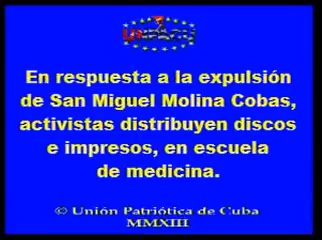 UNPACU
En respuesta a la expulsión
de San Miguel Molina Cobas,
activistas distribuyen discos
e impresos, en escuela
de medicina.
© Unión Patriótica de Cuba
MMXIII